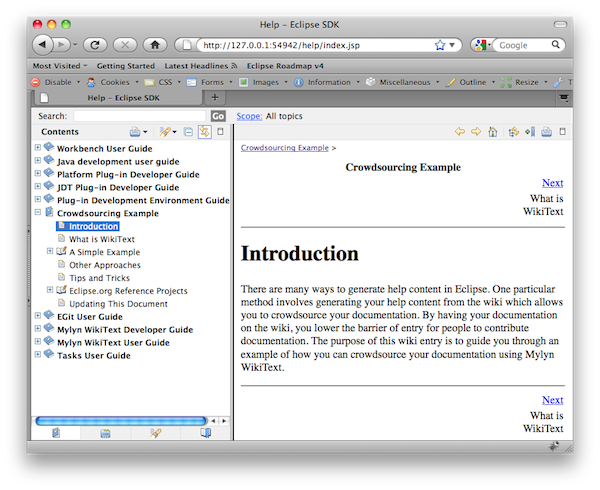 Help – Eclipse SDK
http://127.0.0.1:54942/help/index.jsp
Google
Most Visited
Getting Started
Latest Headlines
Eclipse Roadmap v4
Disable
Cookies
CSS
Forms
Images
Information
Miscellaneous
Outline
Resize
T
Help – Eclipse SDK
Search:
Go
Scope: All topics
Contents
Workbench User Guide
Java development user guide
Platform Plug-in Developer Guide
JDT Plug-in Developer Guide
Plug-in Development Environment Guide
Crowdsourcing Example
Introduction
What is WikiText
A Simple Example
Other Approaches
Tips and Tricks
Eclipse.org Reference Projects
Updating This Document
EGit User Guide
Mylyn WikiText Developer Guide
Mylyn WikiText User Guide
Tasks User Guide
Crowdsourcing Example >
Crowdsourcing Example
Next
What is
WikiText
Introduction
There are many ways to generate help content in Eclipse. One particular
method involves generating your help content from the wiki which allows
you to crowdsource your documentation. By having your documentation
on the wiki, you lower the barrier of entry for people to contribute
documentation. The purpose of this wiki entry is to guide you through an
example of how you can crowdsource your documentation using Mylyn
WikiText.
Next
What is
WikiText